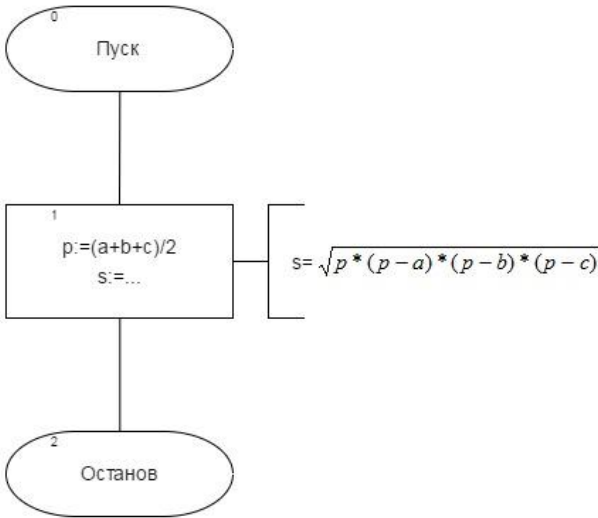 0
Пуск
1
p:=(a+b+c)/2
s:=...
s= √p*(p−a)*(p−b)*(p−c)
2
Останов